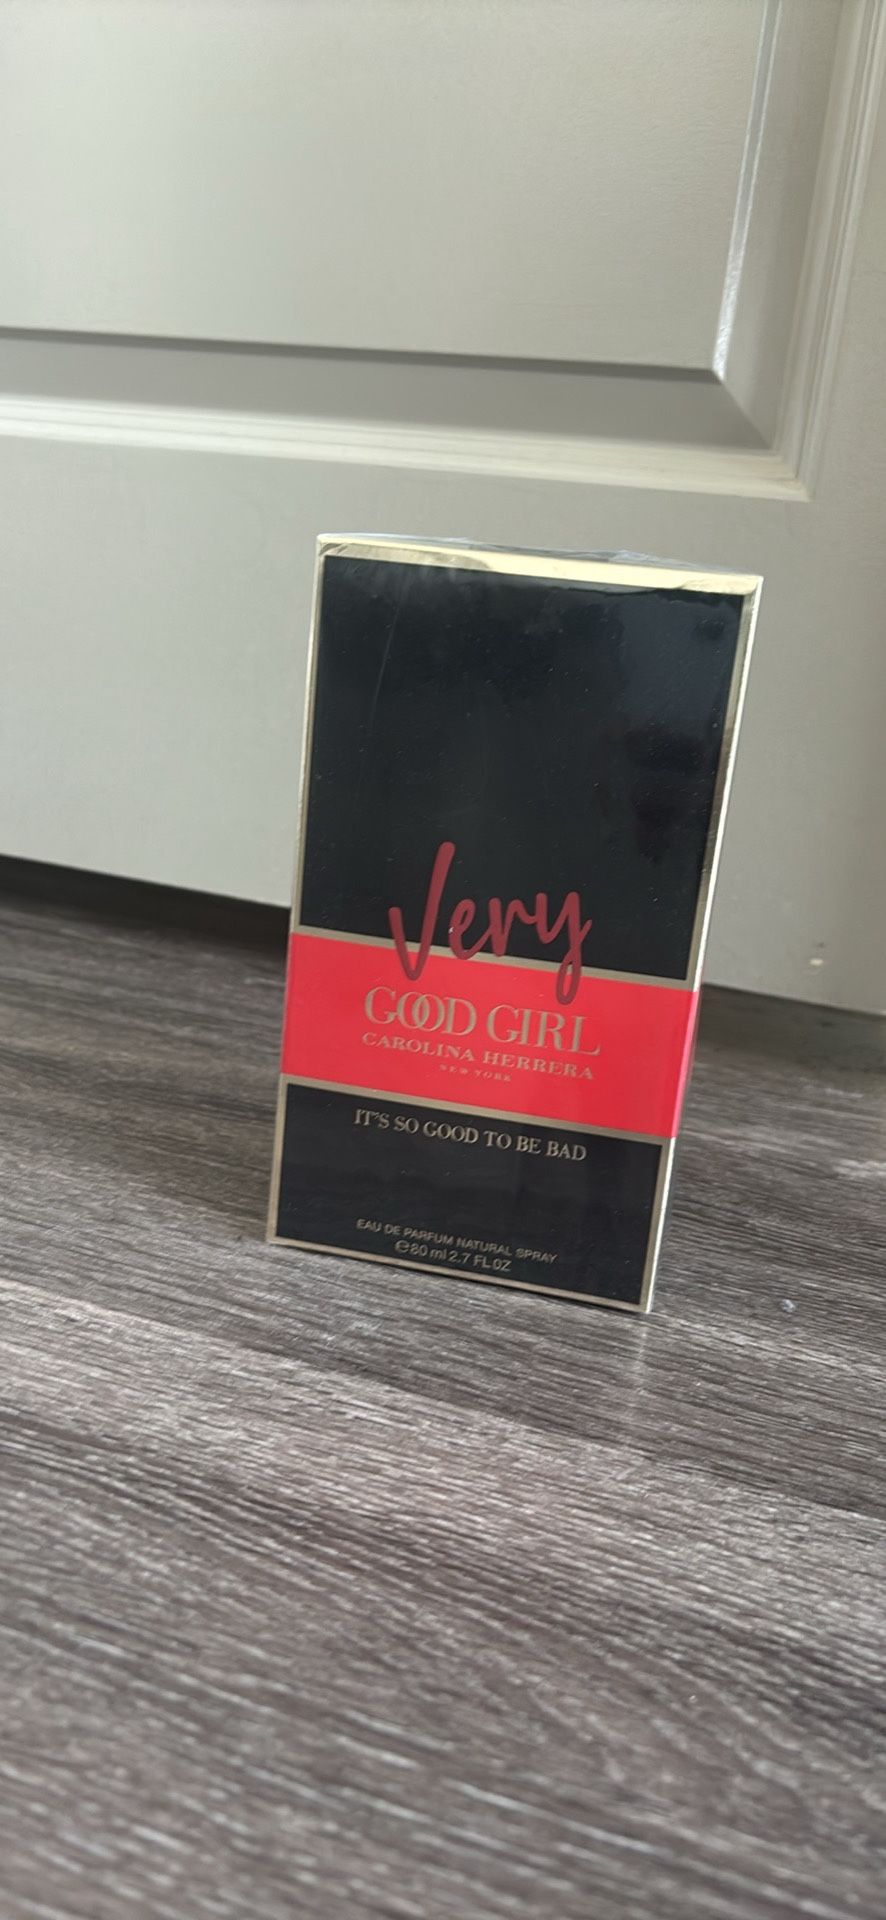 Very
GOOD GIRL
CAROLINA HERRERA
NEW YORK
IT'S SO GOOD TO BE BAD
EAU DE PARFUM NATURAL SPRAY
℮80 ml 2.7 FL OZ